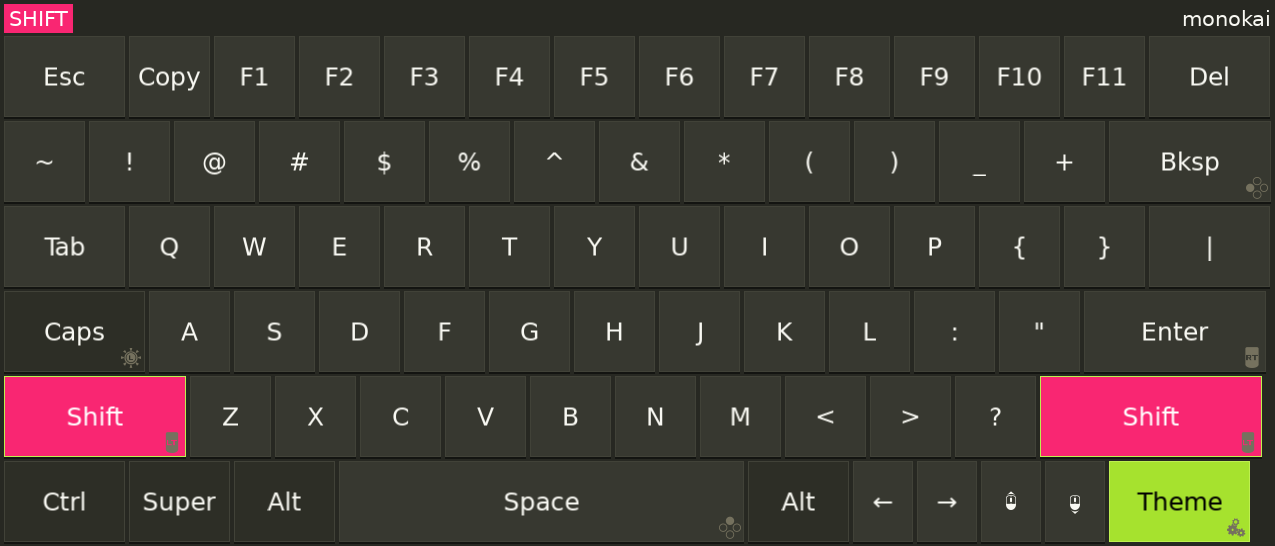 SHIFT monokai
Esc Copy F1 F2 F3 F4 F5 F6 F7 F8 F9 F10 F11 Del
~ ! @ # $ % ^ & * ( ) _ + Bksp
Tab Q W E R T Y U I O P { } |
Caps A S D F G H J K L : " Enter
L RT
Shift Z X C V B N M < > ? Shift
Ctrl Super Alt Space Alt ← → Theme